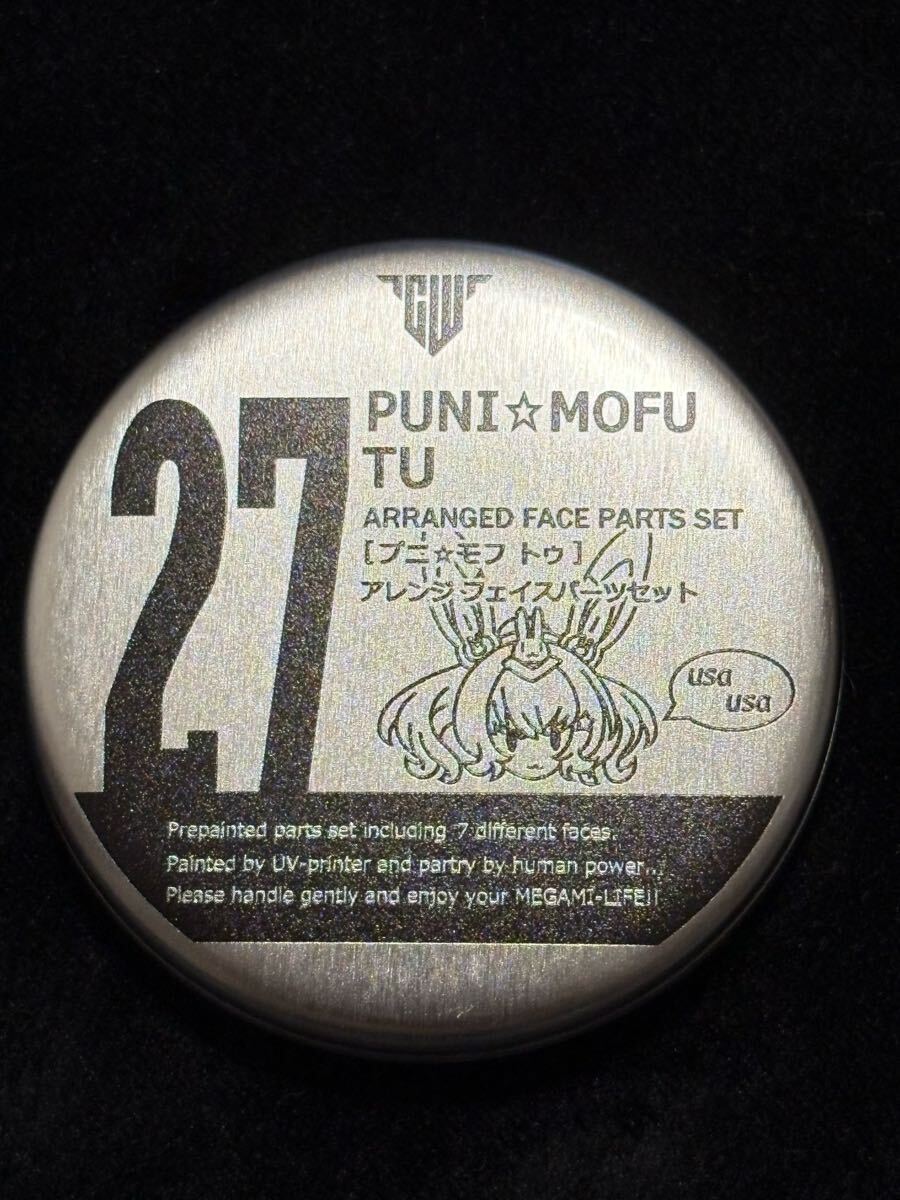 CW
27
PUNI☆MOFU
TU
ARRANGED FACE PARTS SET
[プニ☆モフ トゥ]
アレンジフェイスパーツセット
usa
usa
Prepainted parts set including 7 different faces.
Painted by UV-printer and partry by human power...
Please handle gently and enjoy your MEGAMI-LIFE!!